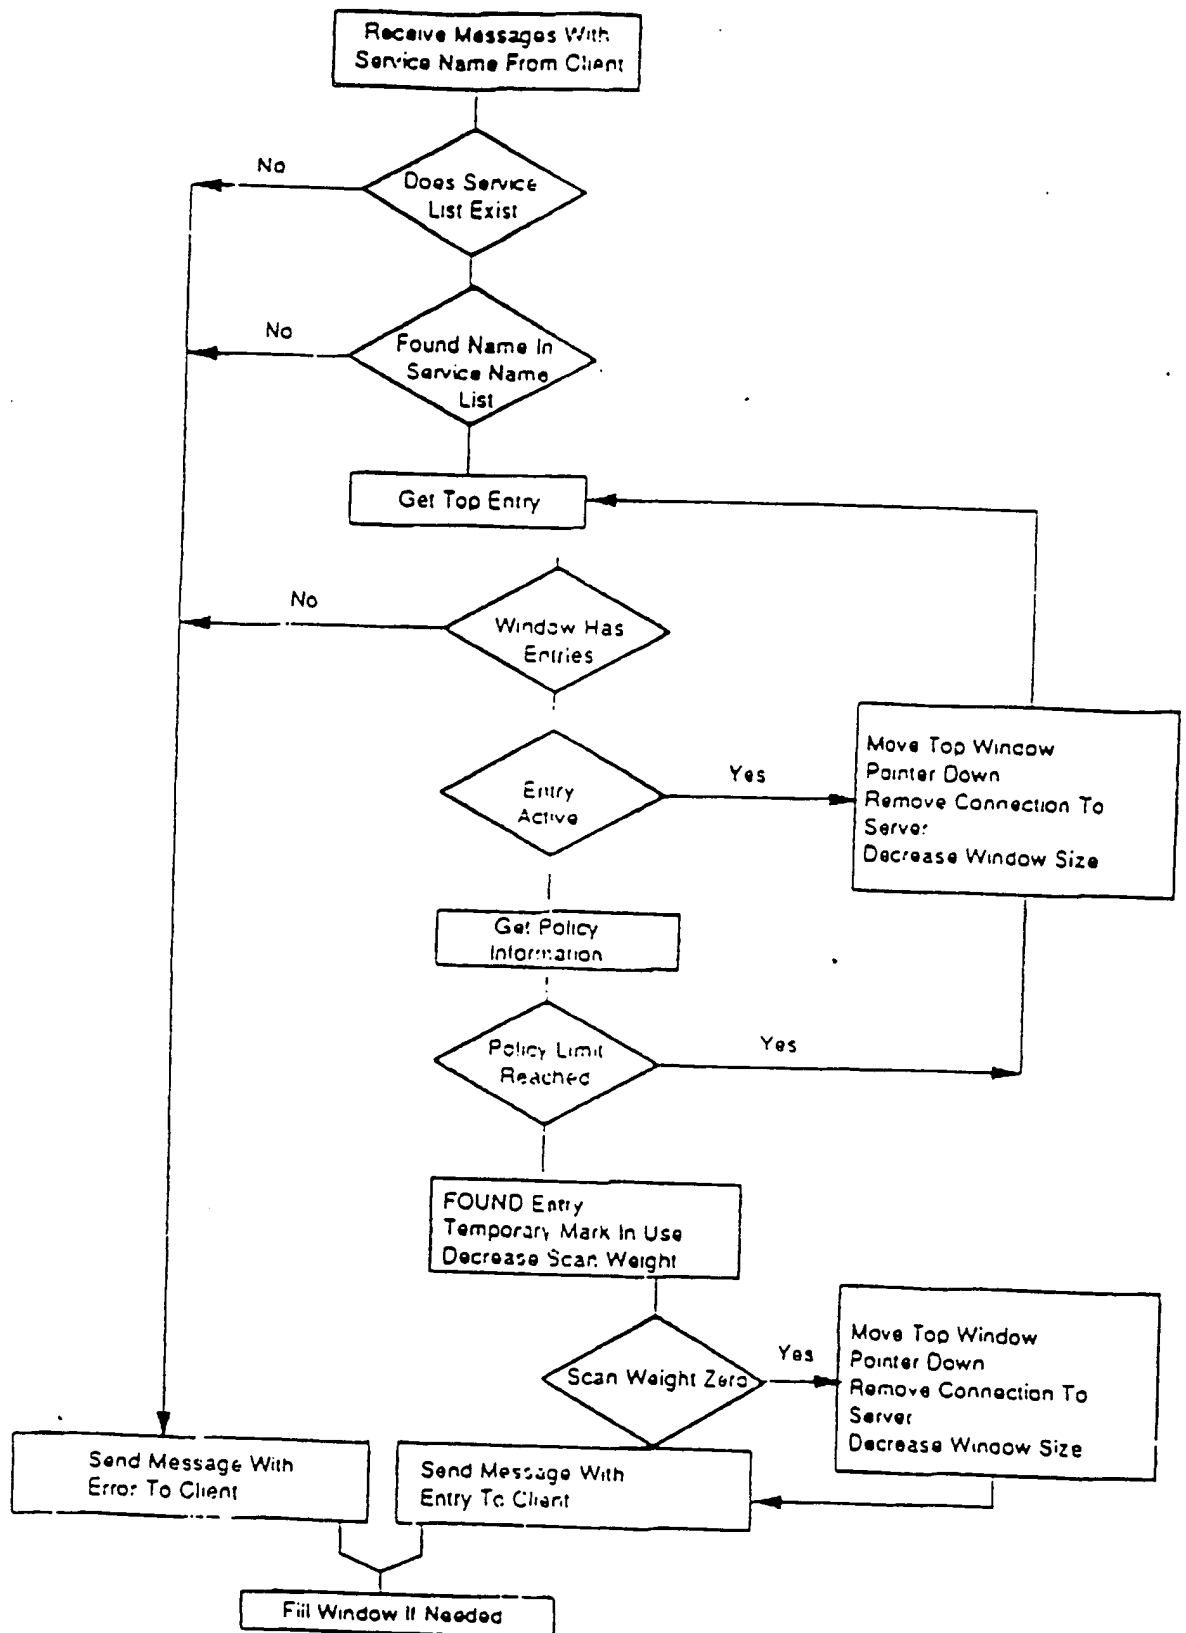 Receive Messages With
Service Name From Client
No
Does Service
List Exist
No
Found Name In
Service Name
List
Get Top Entry
No
Window Has
Entries
Entry
Active
Yes
Move Top Window
Pointer Down
Remove Connection To
Server
Decrease Window Size
Get Policy
Information
Policy Limit
Reached
Yes
FOUND Entry
Temporary Mark In Use
Decrease Scan Weight
Scan Weight Zero
Yes
Move Top Window
Pointer Down
Remove Connection To
Server
Decrease Window Size
Send Message With
Error To Client
Send Message With
Entry To Client
Fill Window If Needed